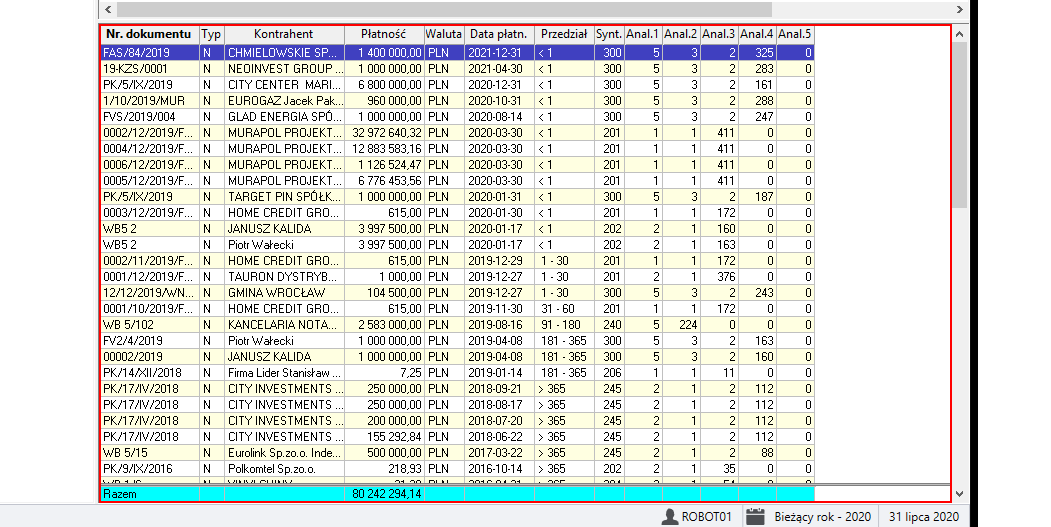 Nr. dokumentu Typ Kontrahent Płatność Waluta Data płatn. Przedział Synt. Anal.1 Anal.2 Anal.3 Anal.4 Anal.5
FAS/84/2019 N CHMIELOWSKIE SP... 1 400 000,00 PLN 2021-12-31 < 1 300 5 3 2 325 0
19-KZS/0001 N NEOINVEST GROUP ... 1 000 000,00 PLN 2021-04-30 < 1 300 5 3 2 283 0
PK/5/IX/2019 N CITY CENTER MARI... 6 800 000,00 PLN 2020-12-31 < 1 300 5 3 2 161 0
1/10/2019/MUR N EUROGAZ Jacek Pak... 960 000,00 PLN 2020-10-31 < 1 300 5 3 2 288 0
FVS/2019/004 N GLAD ENERGIA SPÓ... 1 000 000,00 PLN 2020-08-14 < 1 300 5 3 2 247 0
0002/12/2019/F... N MURAPOL PROJEKT... 32 972 640,32 PLN 2020-03-30 < 1 201 1 1 411 0 0
0004/12/2019/F... N MURAPOL PROJEKT... 12 883 583,16 PLN 2020-03-30 < 1 201 1 1 411 0 0
0006/12/2019/F... N MURAPOL PROJEKT... 1 126 524,47 PLN 2020-03-30 < 1 201 1 1 411 0 0
0005/12/2019/F... N MURAPOL PROJEKT... 6 776 453,56 PLN 2020-03-30 < 1 201 1 1 411 0 0
PK/5/IX/2019 N TARGET PIN SPÓŁK... 1 000 000,00 PLN 2020-01-31 < 1 300 5 3 2 187 0
0003/12/2019/F... N HOME CREDIT GRO... 615,00 PLN 2020-01-30 < 1 201 1 1 172 0 0
WB5 2 N JANUSZ KALIDA 3 997 500,00 PLN 2020-01-17 < 1 202 2 1 160 0 0
WB5 2 N Piotr Wałecki 3 997 500,00 PLN 2020-01-17 < 1 202 2 1 163 0 0
0002/11/2019/F... N HOME CREDIT GRO... 615,00 PLN 2019-12-29 1 - 30 201 1 1 172 0 0
0001/12/2019/F... N TAURON DYSTRYB... 1 000,00 PLN 2019-12-27 1 - 30 201 2 1 376 0 0
12/12/2019/WN... N GMINA WROCŁAW 104 500,00 PLN 2019-12-27 1 - 30 300 5 3 2 243 0
0001/10/2019/F... N HOME CREDIT GRO... 615,00 PLN 2019-11-30 31 - 60 201 1 1 172 0 0
WB 5/102 N KANCELARIA NOTA... 2 583 000,00 PLN 2019-08-16 91 - 180 240 5 224 0 0 0
FV2/4/2019 N Piotr Wałecki 1 000 000,00 PLN 2019-04-08 181 - 365 300 5 3 2 163 0
00002/2019 N JANUSZ KALIDA 1 000 000,00 PLN 2019-04-08 181 - 365 300 5 3 2 160 0
PK/14/XII/2018 N Firma Lider Stanisław ... 7,25 PLN 2019-01-14 181 - 365 206 1 1 11 0 0
PK/17/IV/2018 N CITY INVESTMENTS ... 250 000,00 PLN 2018-09-21 > 365 245 2 1 2 112 0
PK/17/IV/2018 N CITY INVESTMENTS ... 250 000,00 PLN 2018-08-17 > 365 245 2 1 2 112 0
PK/17/IV/2018 N CITY INVESTMENTS ... 200 000,00 PLN 2018-07-20 > 365 245 2 1 2 112 0
PK/17/IV/2018 N CITY INVESTMENTS ... 155 292,84 PLN 2018-06-22 > 365 245 2 1 2 112 0
WB 5/15 N Eurolink Sp.zo.o. Inde... 500 000,00 PLN 2017-03-22 > 365 245 2 1 2 88 0
PK/9/IX/2016 N Polkomtel Sp.zo.o. 218,93 PLN 2016-10-14 > 365 202 2 1 35 0 0
Razem 80 242 294,14
ROBOT01 Bieżący rok - 2020 31 lipca 2020